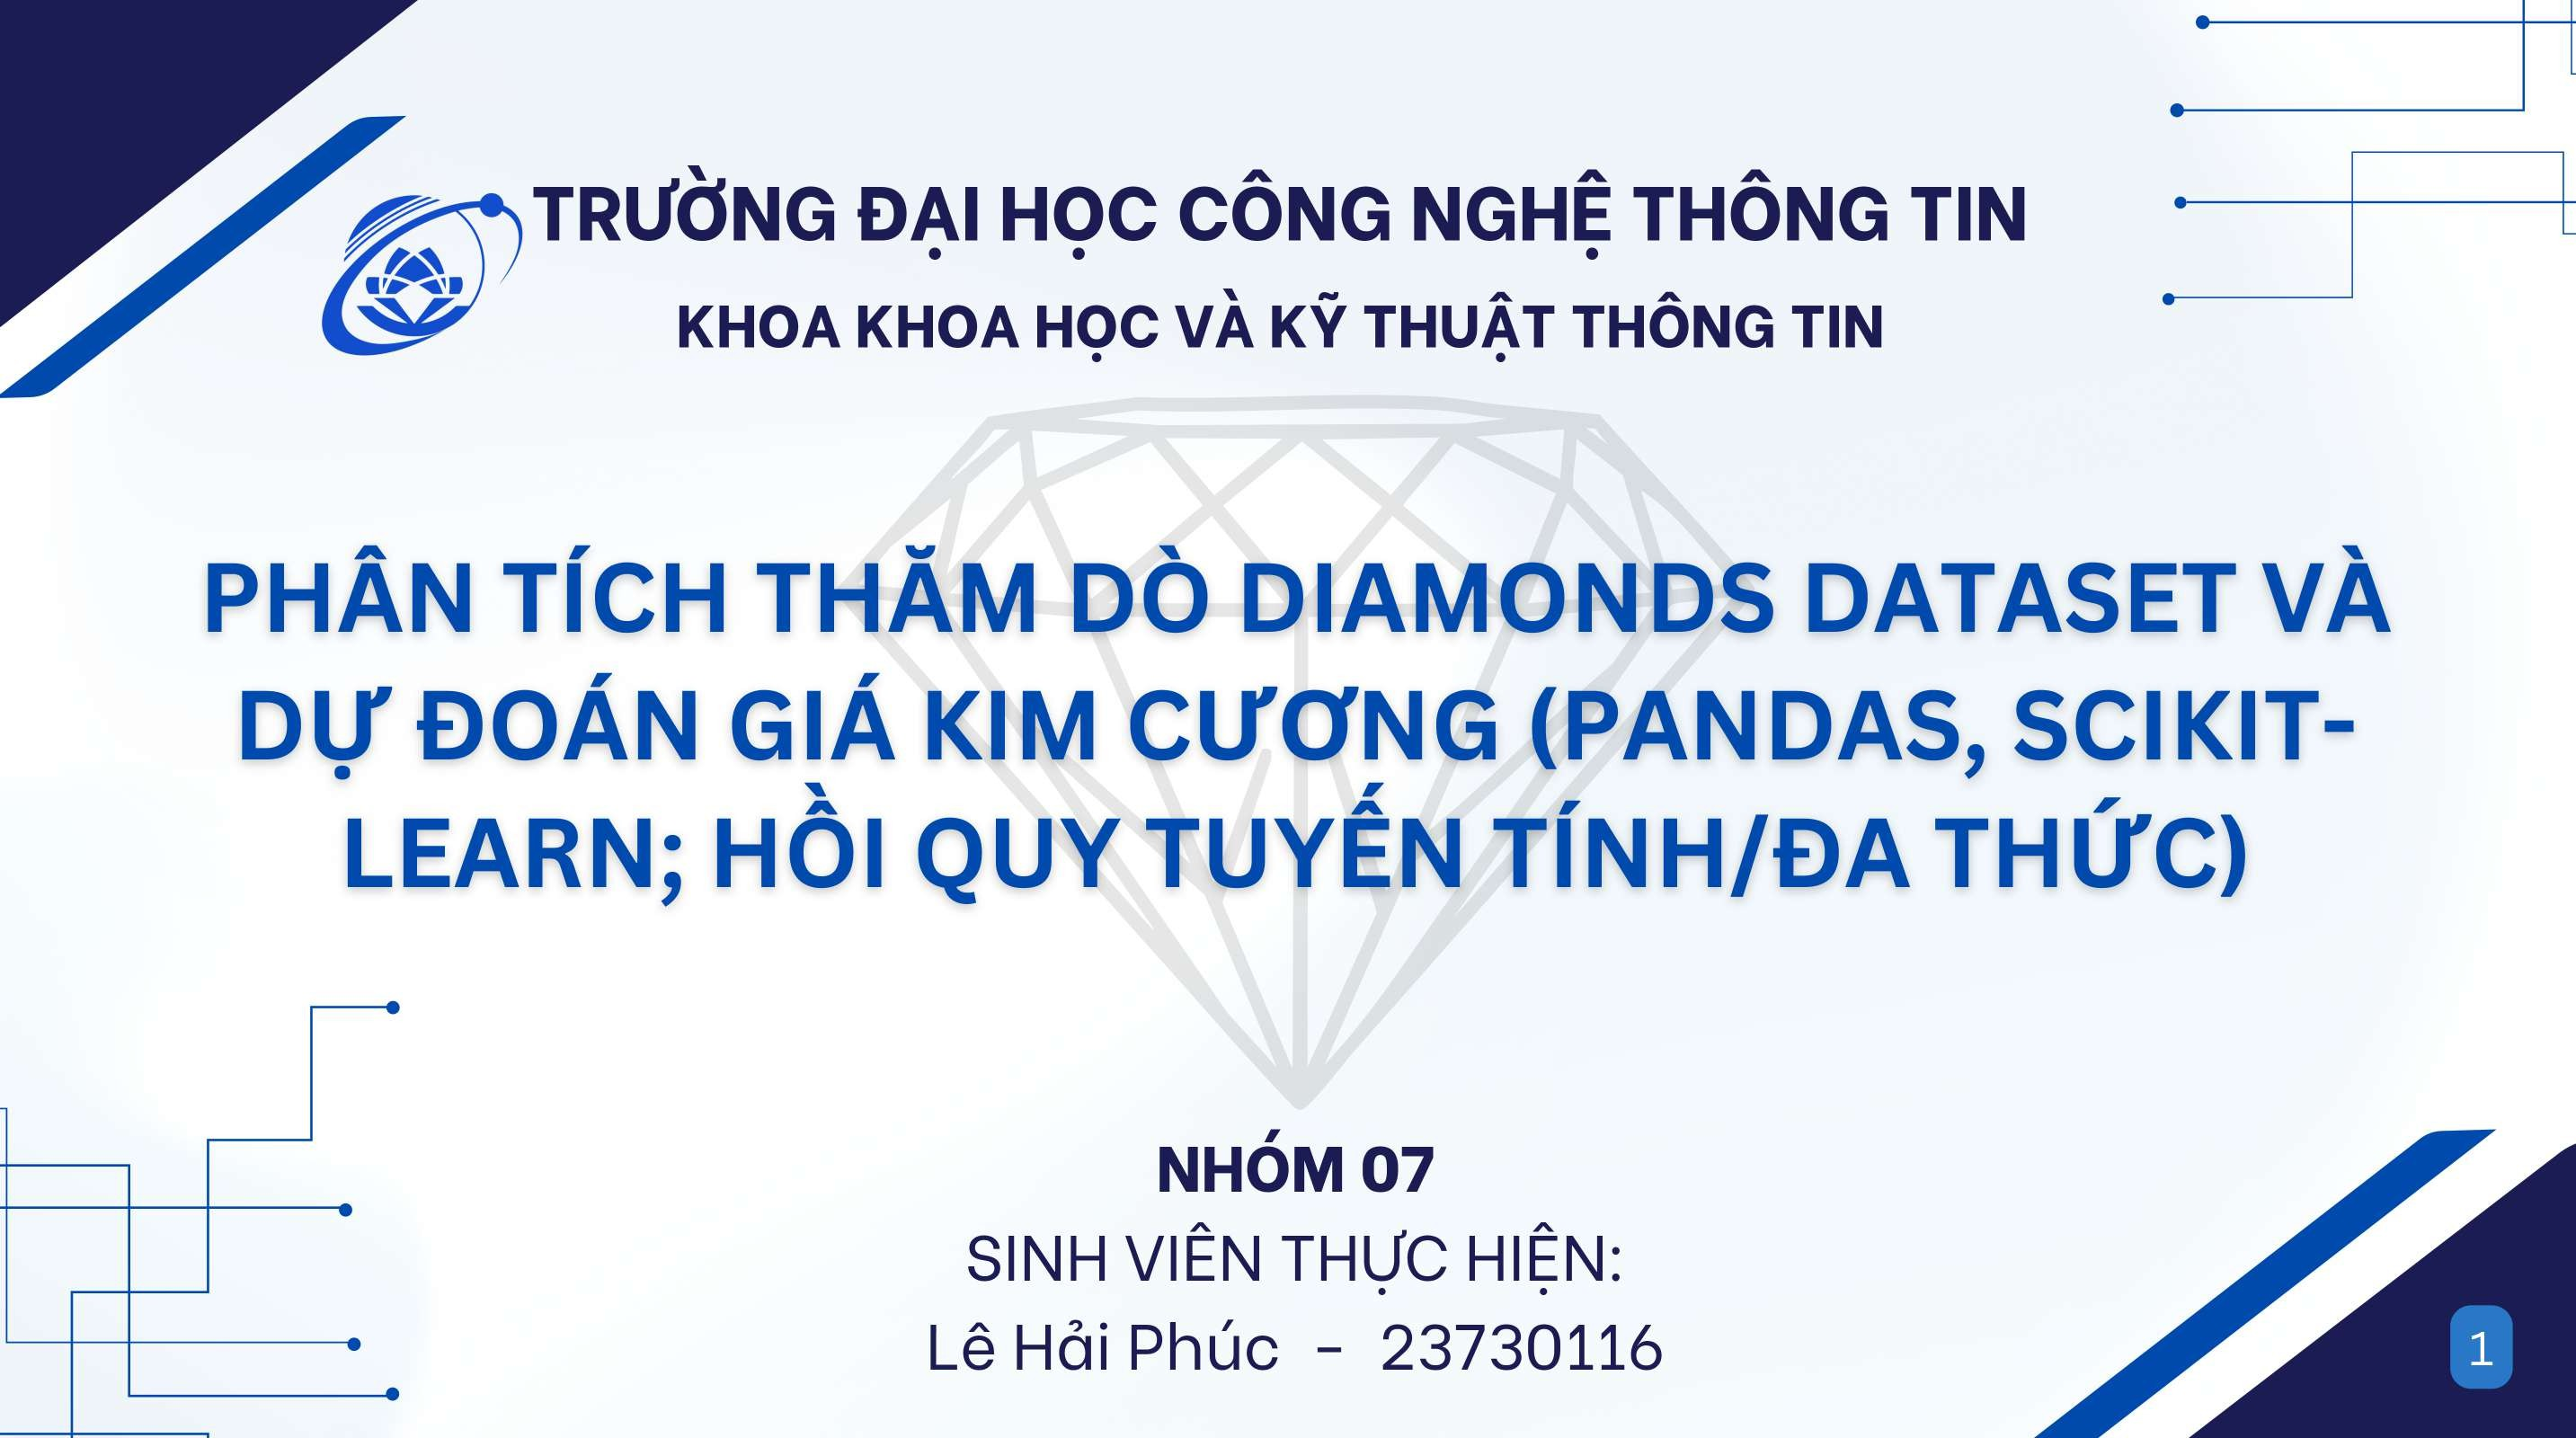 TRƯỜNG ĐẠI HỌC CÔNG NGHỆ THÔNG TIN
KHOA KHOA HỌC VÀ KỸ THUẬT THÔNG TIN
PHÂN TÍCH THĂM DÒ DIAMONDS DATASET VÀ
DỰ ĐOÁN GIÁ KIM CƯƠNG (PANDAS, SCIKIT-
LEARN; HỒI QUY TUYẾN TÍNH/ĐA THỨC)
NHÓM 07
SINH VIÊN THỰC HIỆN:
Lê Hải Phúc - 23730116
1